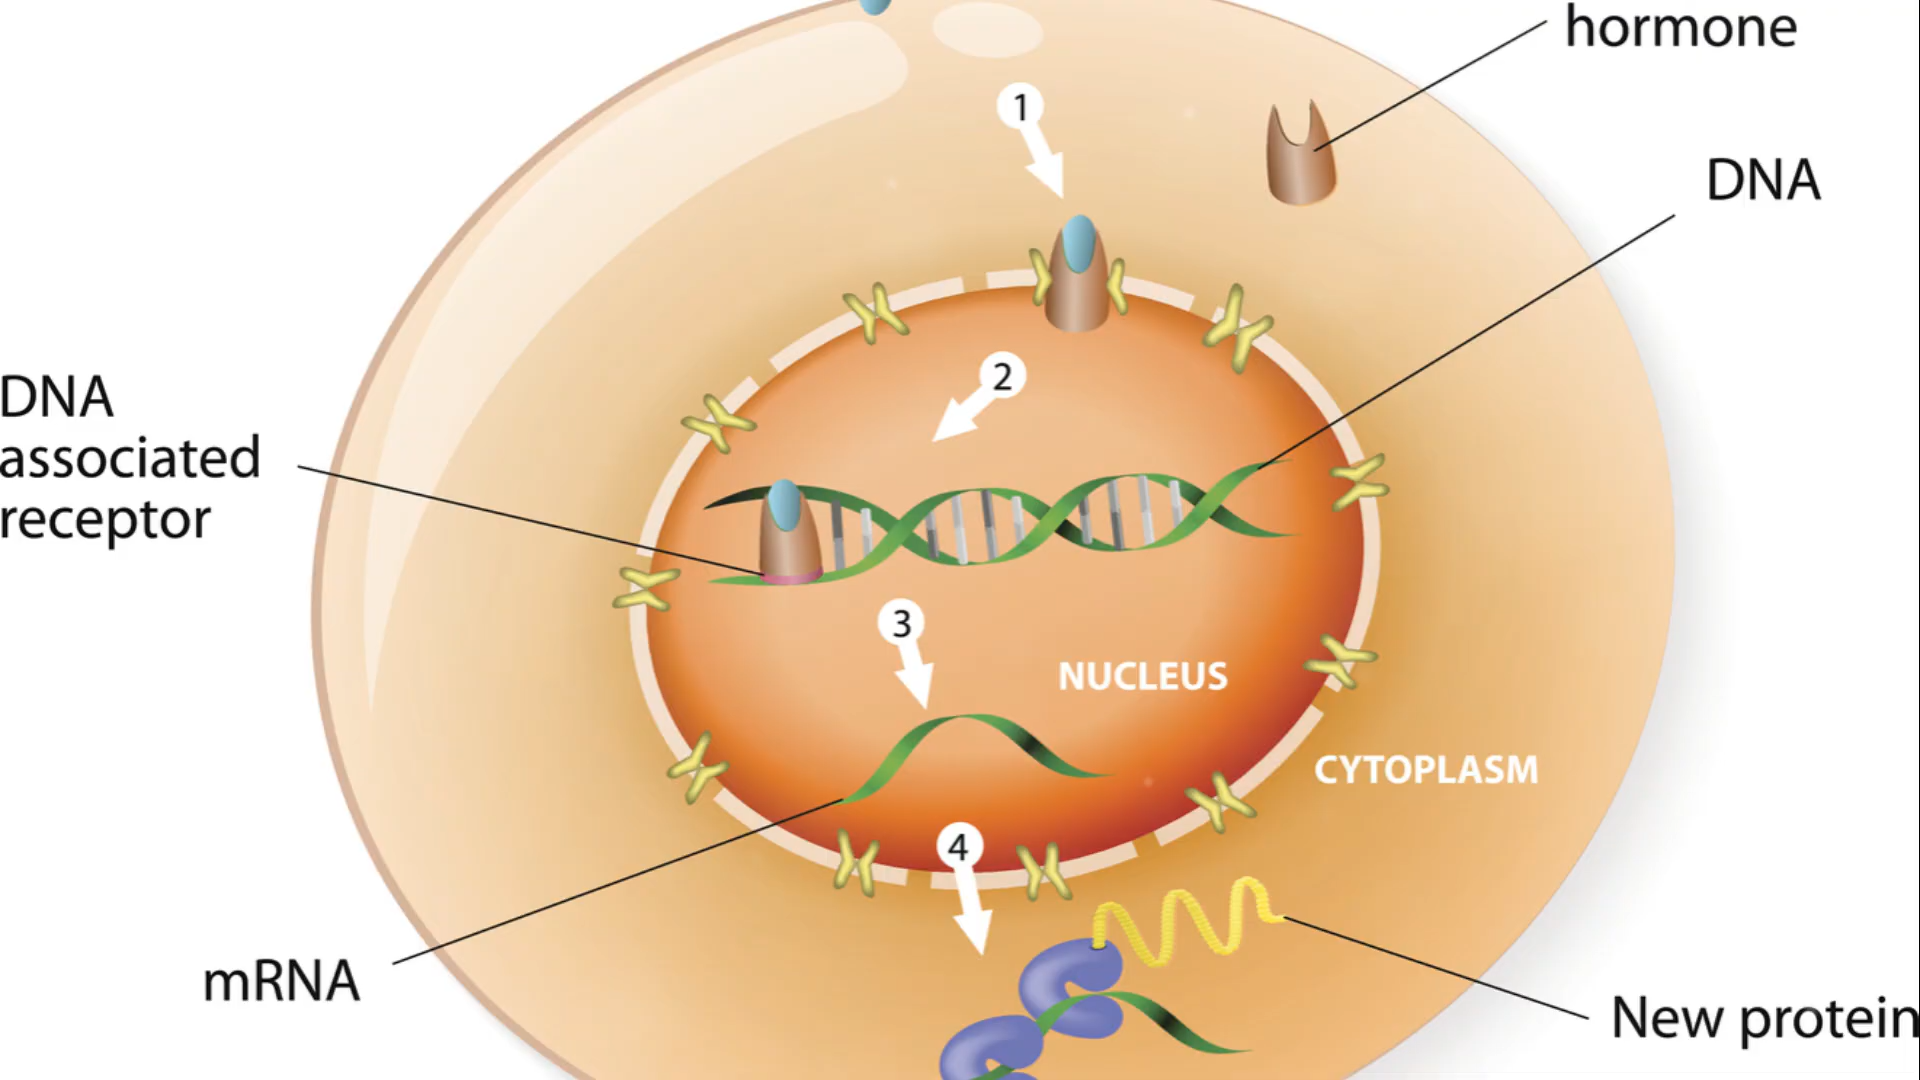 hormone
1
DNA
2
DNA
associated
receptor
3
NUCLEUS
CYTOPLASM
4
mRNA
New protein